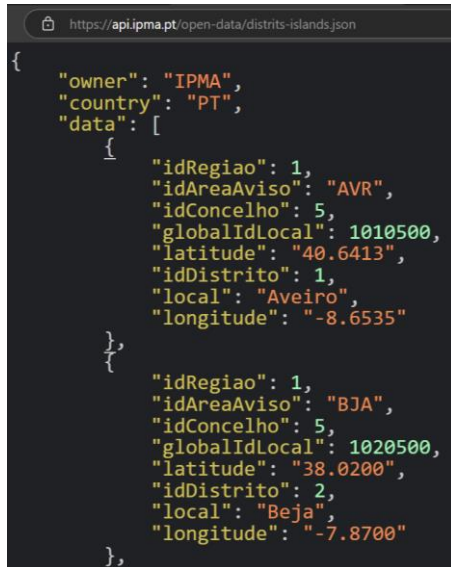 https://api.ipma.pt/open-data/distrits-islands.json
{
"owner": "IPMA",
"country": "PT",
"data": [
{
"idRegiao": 1,
"idAreaAviso": "AVR",
"idConcelho": 5,
"globalIdLocal": 1010500,
"latitude": "40.6413",
"idDistrito": 1,
"local": "Aveiro",
"longitude": "-8.6535"
},
{
"idRegiao": 1,
"idAreaAviso": "BJA",
"idConcelho": 5,
"globalIdLocal": 1020500,
"latitude": "38.0200",
"idDistrito": 2,
"local": "Beja",
"longitude": "-7.8700"
},